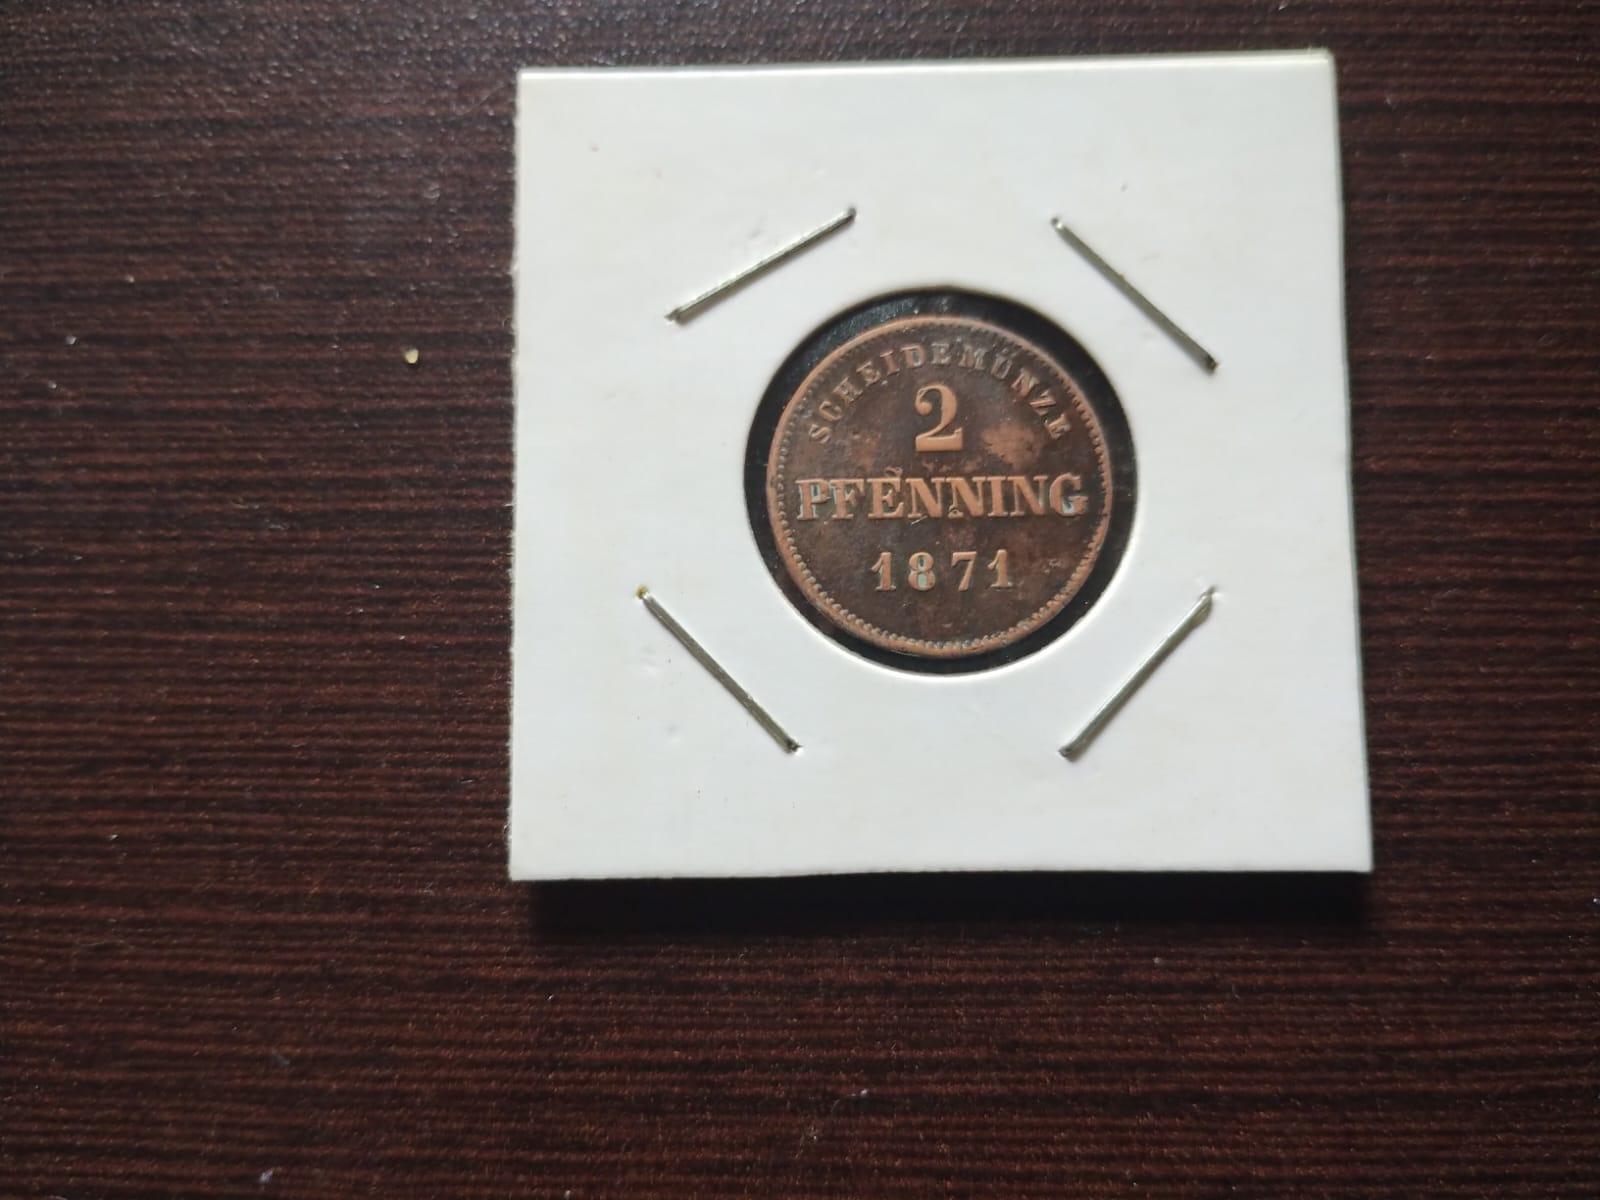 SCHEIDEMÜNZE
2
PFENNING
1871